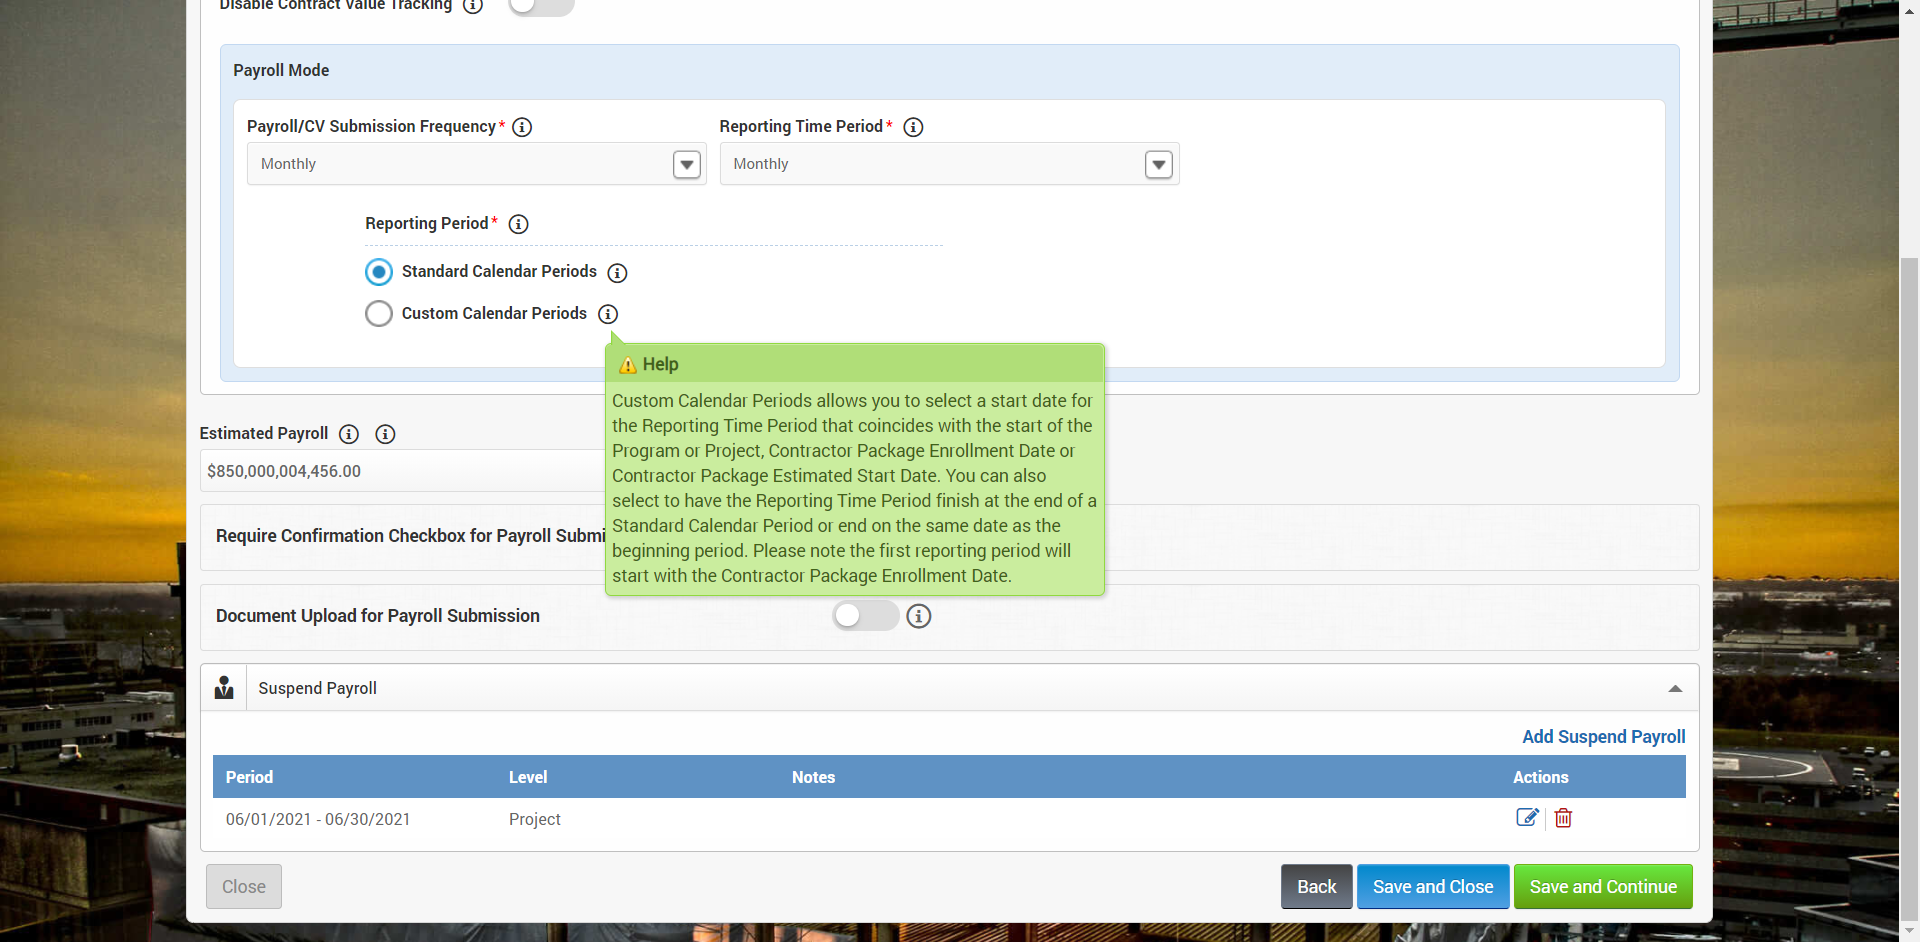 Disable Contract Value Tracking
Payroll Mode
Payroll/CV Submission Frequency* Reporting Time Period*
Monthly Monthly
Reporting Period*
Standard Calendar Periods
Custom Calendar Periods
Help
Custom Calendar Periods allows you to select a start date for
the Reporting Time Period that coincides with the start of the
Program or Project, Contractor Package Enrollment Date or
Contractor Package Estimated Start Date. You can also
select to have the Reporting Time Period finish at the end of a
Standard Calendar Period or end on the same date as the
beginning period. Please note the first reporting period will
start with the Contractor Package Enrollment Date.
Estimated Payroll
$850,000,004,456.00
Require Confirmation Checkbox for Payroll Submi
Document Upload for Payroll Submission
Suspend Payroll
Add Suspend Payroll
Period Level Notes Actions
06/01/2021 - 06/30/2021 Project
Close Back Save and Close Save and Continue